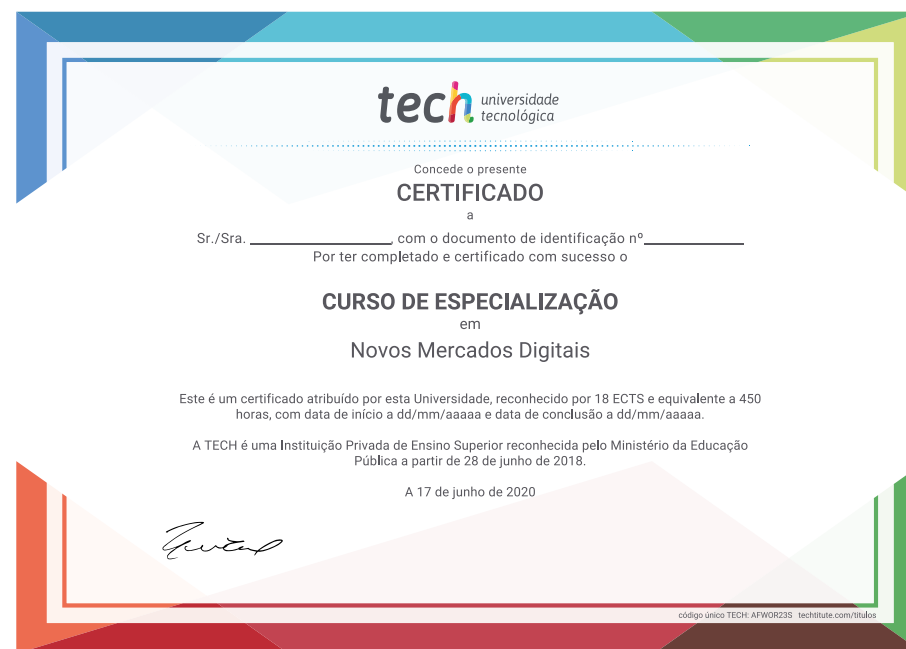 tech universidade
tecnológica
Concede o presente
CERTIFICADO
a
Sr./Sra. ____________________, com o documento de identificação nº______________
Por ter completado e certificado com sucesso o
CURSO DE ESPECIALIZAÇÃO
em
Novos Mercados Digitais
Este é um certificado atribuído por esta Universidade, reconhecido por 18 ECTS e equivalente a 450
horas, com data de início a dd/mm/aaaaa e data de conclusão a dd/mm/aaaaa.
A TECH é uma Instituição Privada de Ensino Superior reconhecida pelo Ministério da Educação
Pública a partir de 28 de junho de 2018.
A 17 de junho de 2020
código único TECH: AFWOR23S techtitute.com/titulos